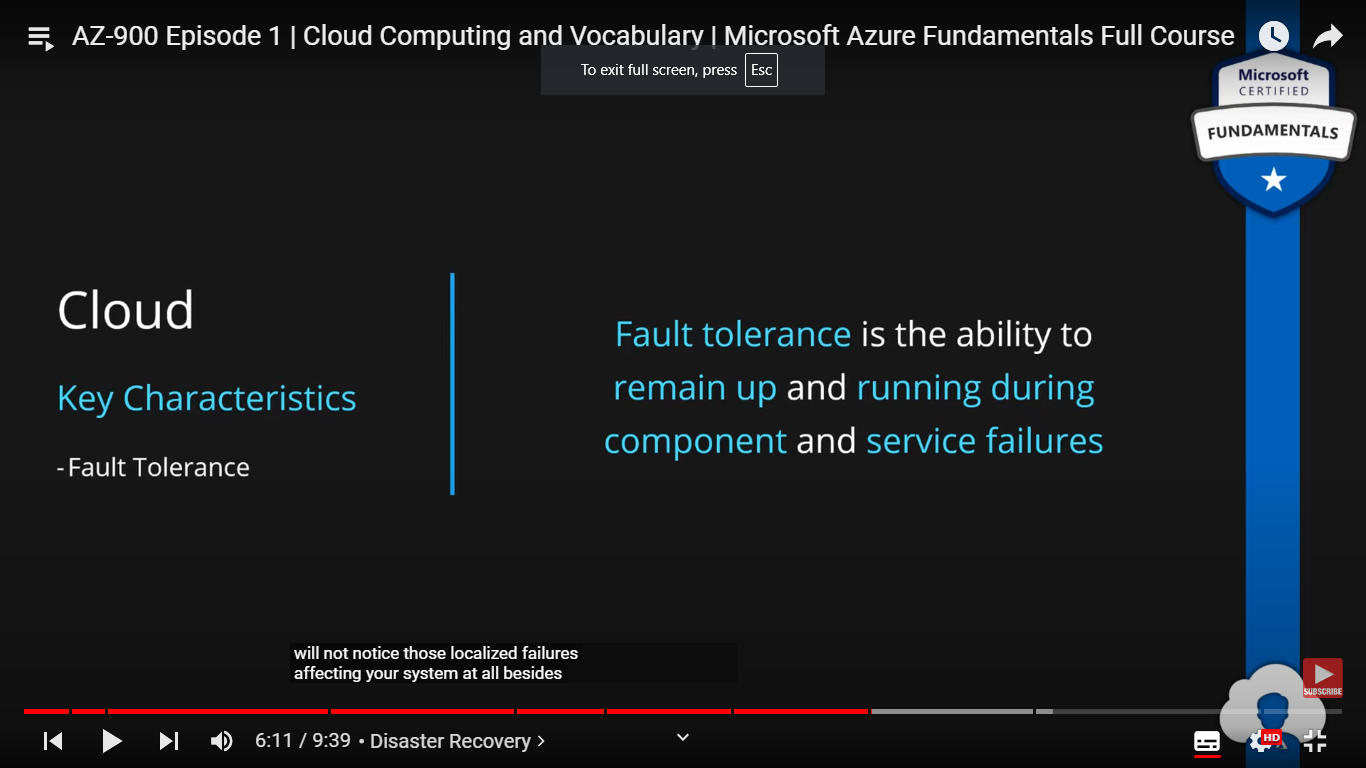 AZ-900 Episode 1 | Cloud Computing and Vocabulary | Microsoft Azure Fundamentals Full Course
To exit full screen, press Esc
Microsoft
CERTIFIED
FUNDAMENTALS
Cloud
Key Characteristics
- Fault Tolerance
Fault tolerance is the ability to
remain up and running during
component and service failures
will not notice those localized failures
affecting your system at all besides
SUBSCRIBE
6:11 / 9:39 • Disaster Recovery >
HD